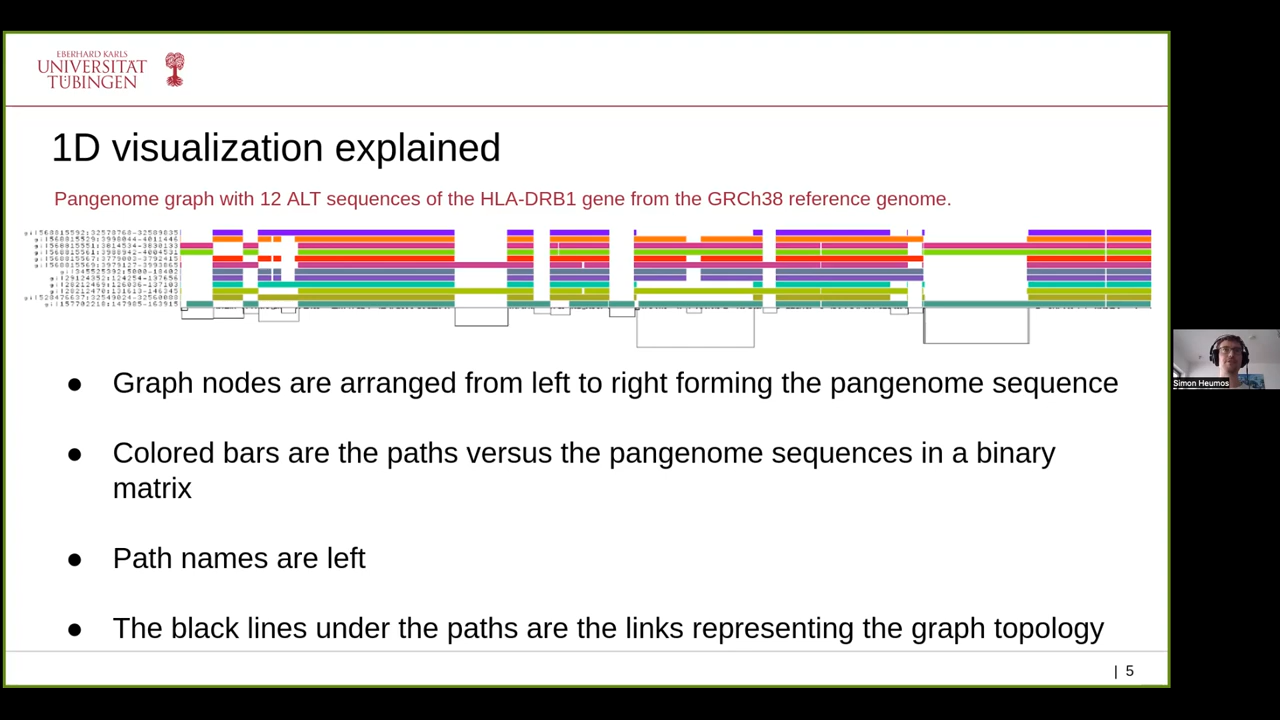 EBERHARD KARLS
UNIVERSITÄT
TÜBINGEN
1D visualization explained
Pangenome graph with 12 ALT sequences of the HLA-DRB1 gene from the GRCh38 reference genome.
● Graph nodes are arranged from left to right forming the pangenome sequence
● Colored bars are the paths versus the pangenome sequences in a binary
matrix
● Path names are left
● The black lines under the paths are the links representing the graph topology
| 5
Simon Heumos